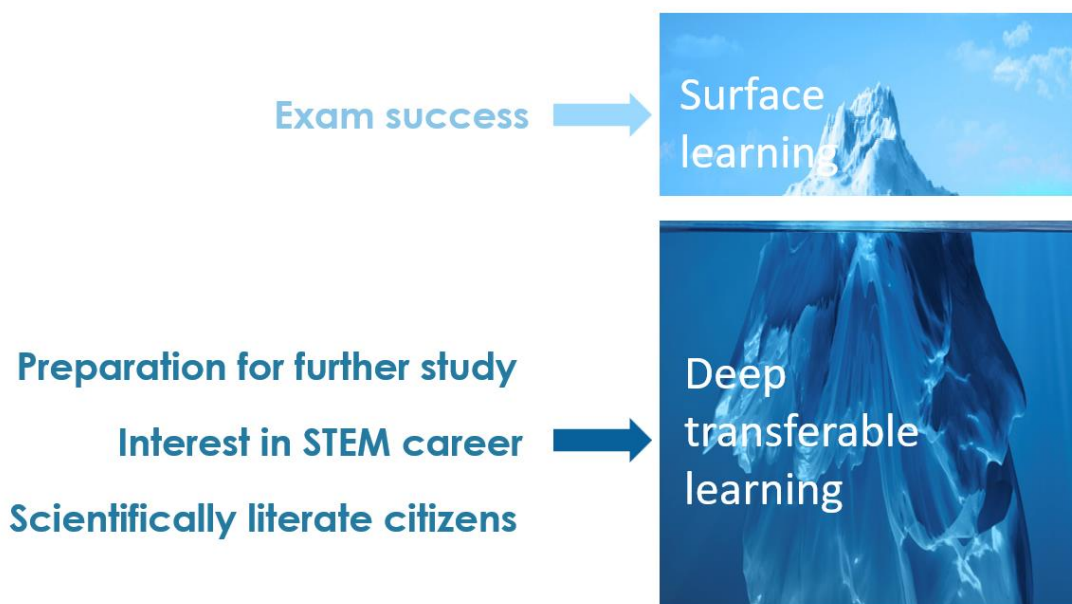 Exam success
Surface
learning
Preparation for further study
Interest in STEM career
Scientifically literate citizens
Deep
transferable
learning